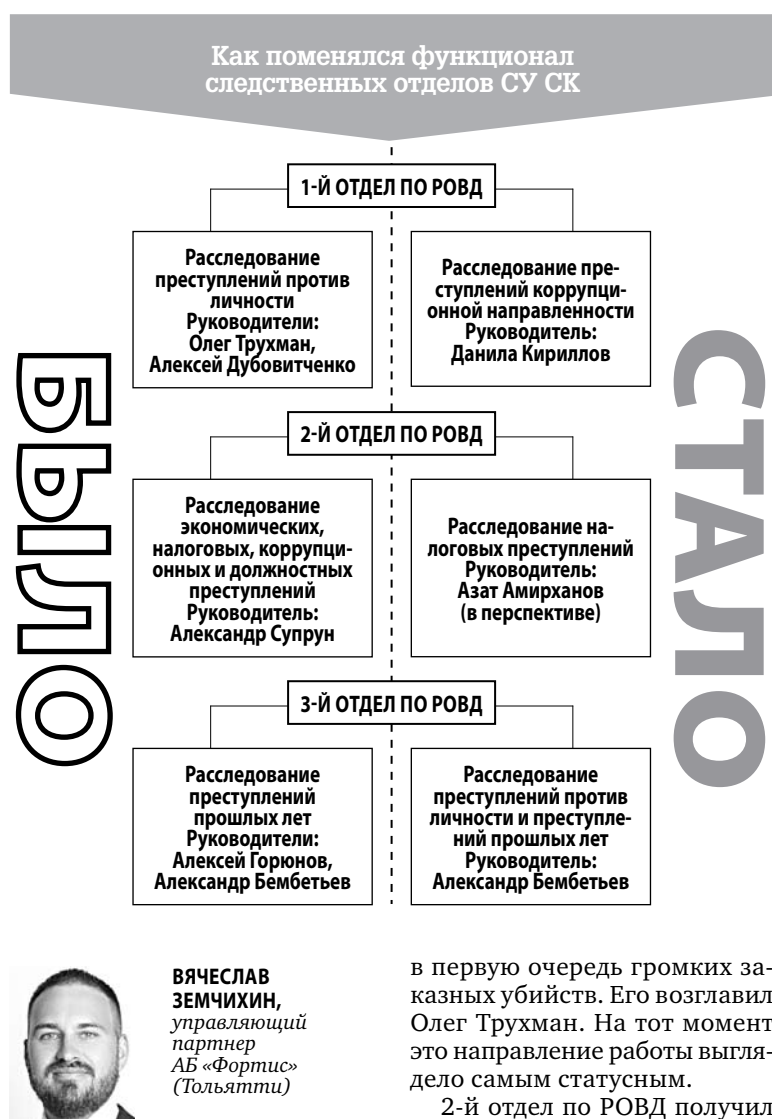 Как поменялся функционал
следственных отделов СУ СК
БЫЛО
СТАЛО
1-Й ОТДЕЛ ПО РОВД
Расследование
преступлений против
личности
Руководители:
Олег Трухман,
Алексей Дубовитченко
Расследование пре-
ступлений коррупци-
онной направленности
Руководитель:
Данила Кириллов
2-Й ОТДЕЛ ПО РОВД
Расследование
экономических,
налоговых, коррупци-
онных и должностных
преступлений
Руководитель:
Александр Супрун
Расследование на-
логовых преступлений
Руководитель:
Азат Амирханов
(в перспективе)
3-Й ОТДЕЛ ПО РОВД
Расследование
преступлений
прошлых лет
Руководители:
Алексей Горюнов,
Александр Бембетьев
Расследование
преступлений против
личности и преступле-
ний прошлых лет
Руководитель:
Александр Бембетьев
ВЯЧЕСЛАВ
ЗЕМЧИХИН,
управляющий
партнер
АБ «Фортис»
(Тольятти)
в первую очередь громких за-
казных убийств. Его возглавил
Олег Трухман. На тот момент
это направление работы выгля-
дело самым статусным.
2-й отдел по РОВД получил